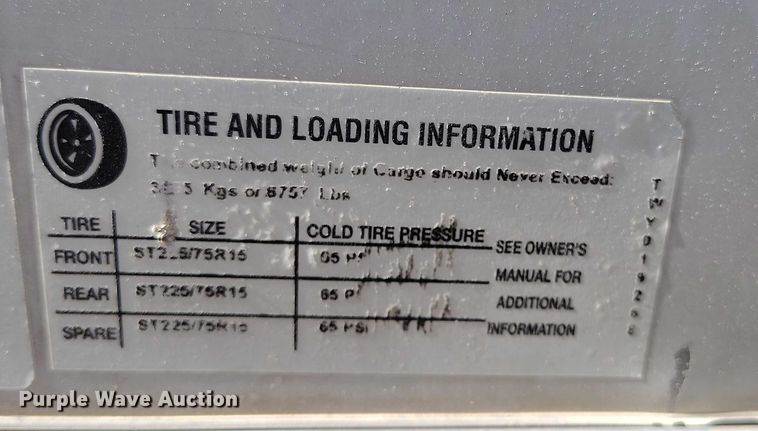 TIRE AND LOADING INFORMATION
combined weight of Cargo should Never Exceed:
Kgs or Lbs
TIRE SIZE COLD TIRE PRESSURE
FRONT 15 SEE OWNER'S
REAR ST225/75R15 65 MANUAL FOR
ADDITIONAL
SPARE ST225/75R15 65 PSI INFORMATION
Purple Wave Auction